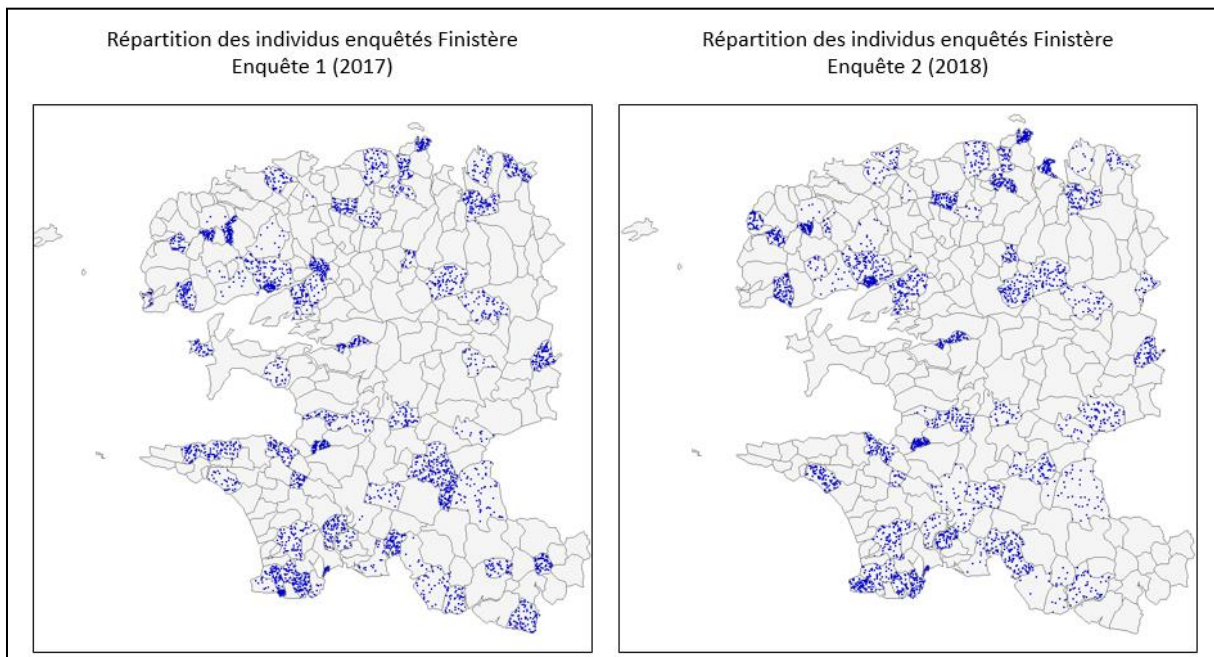 Répartition des individus enquêtés Finistère
Enquête 1 (2017)
Répartition des individus enquêtés Finistère
Enquête 2 (2018)